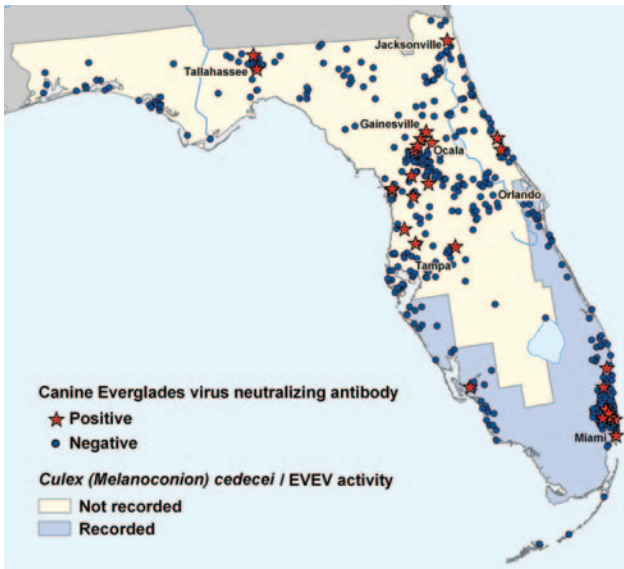 Jacksonville
Tallahassee
Gainesville
Ocala
Orlando
Tampa
Canine Everglades virus neutralizing antibody
Positive
Negative
Miami
Culex (Melanoconion) cedecei / EVEV activity
Not recorded
Recorded